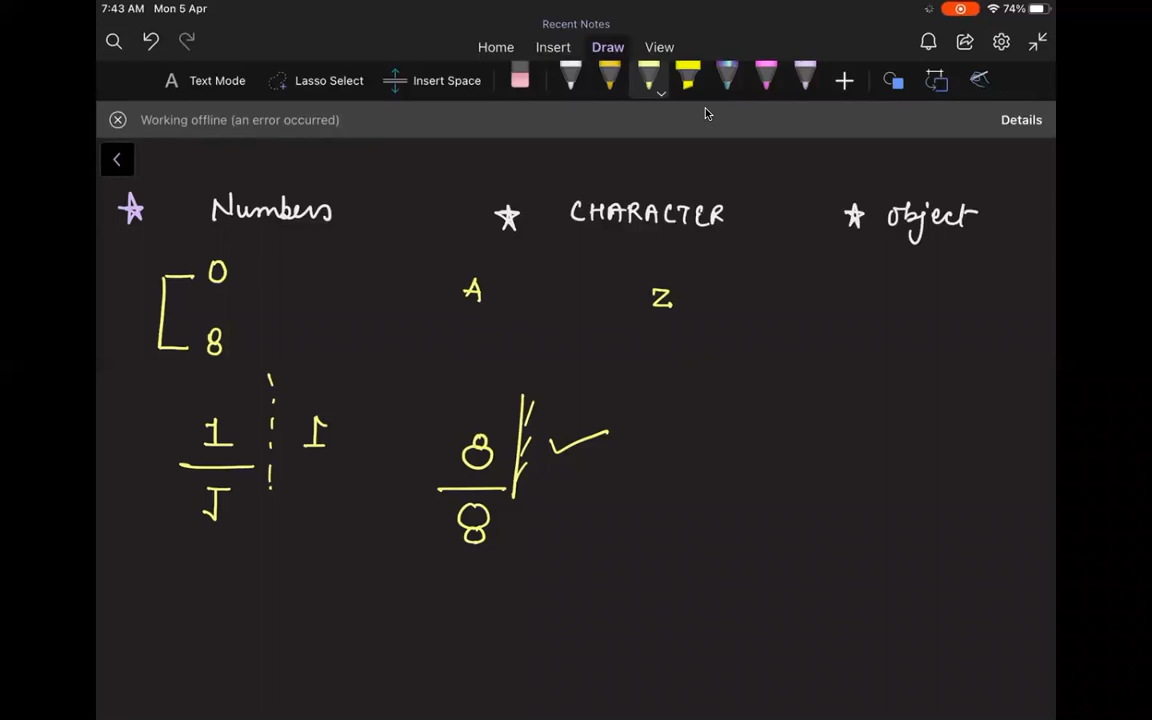 7:43 AM Mon 5 Apr
74%
Recent Notes
Home Insert Draw View
Text Mode Lasso Select Insert Space
Working offline (an error occurred) Details
Numbers CHARACTER object
0
A Z
8
1 1
8
8